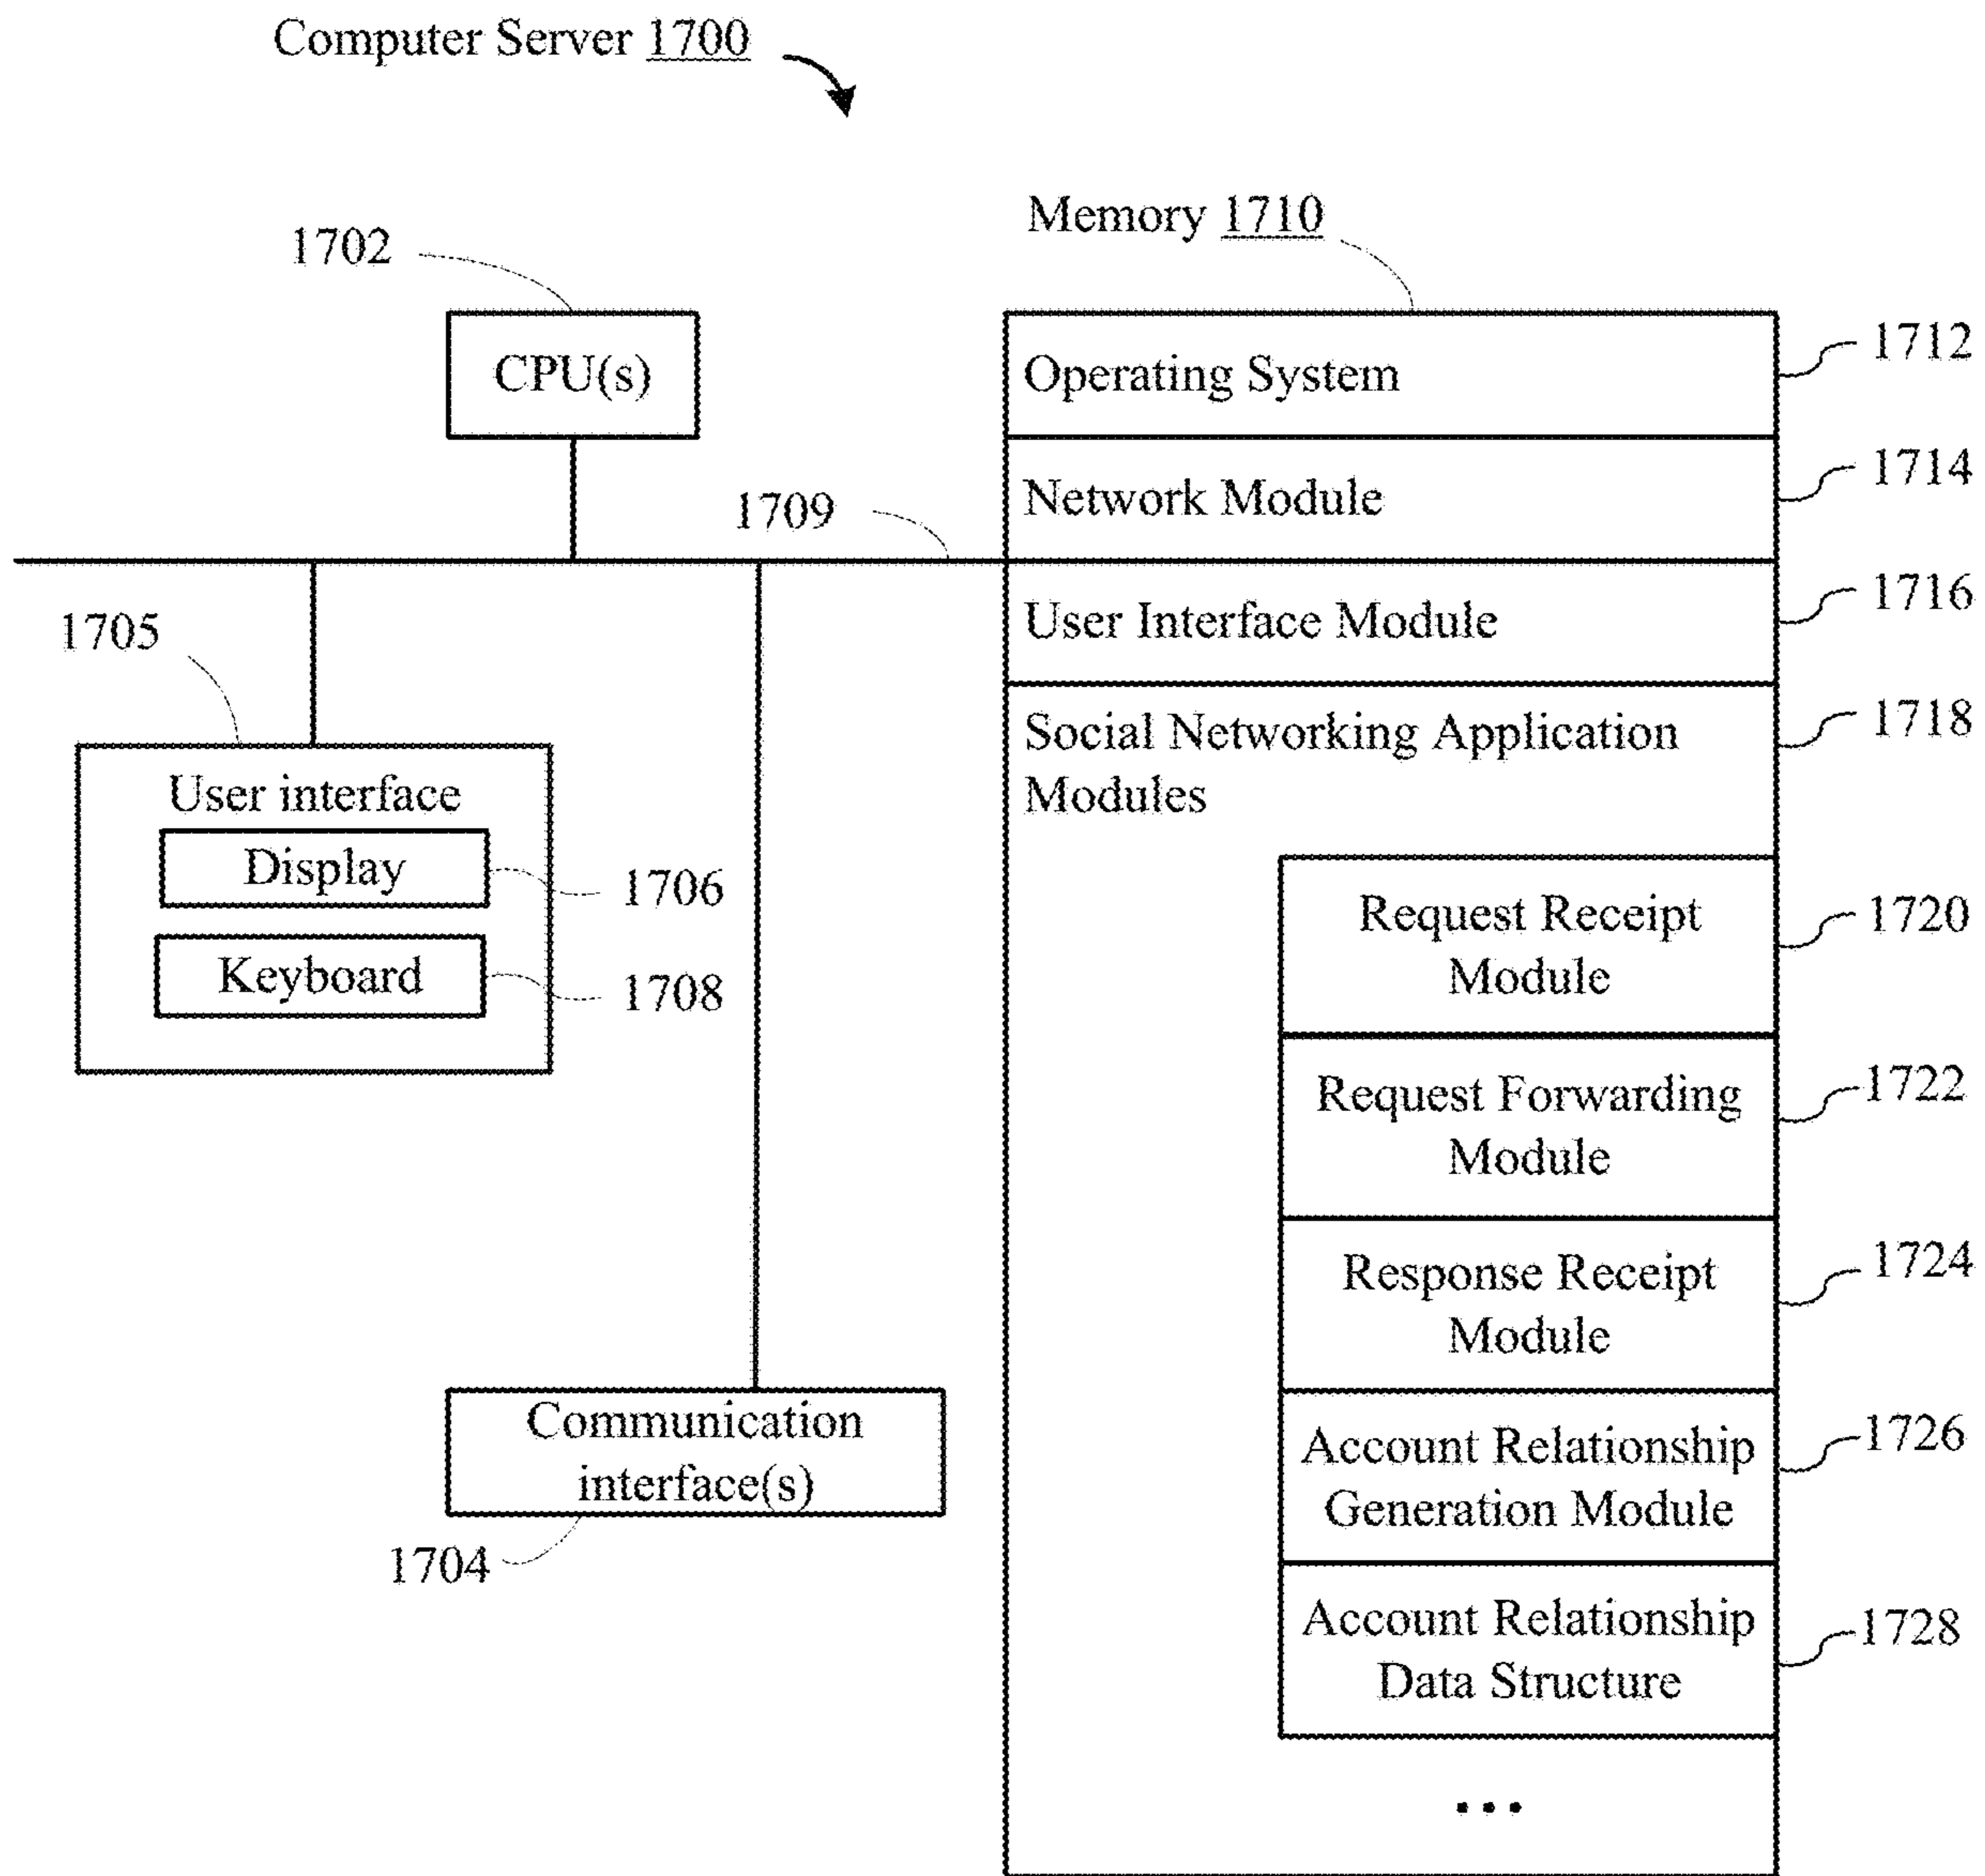 Computer Server 1700
Memory 1710
1702
CPU(s)
1709
1705
User interface
Display
1706
Keyboard
1708
Communication
interface(s)
1704
Operating System
1712
Network Module
1714
User Interface Module
1716
Social Networking Application
Modules
1718
Request Receipt
Module
1720
Request Forwarding
Module
1722
Response Receipt
Module
1724
Account Relationship
Generation Module
1726
Account Relationship
Data Structure
1728
...